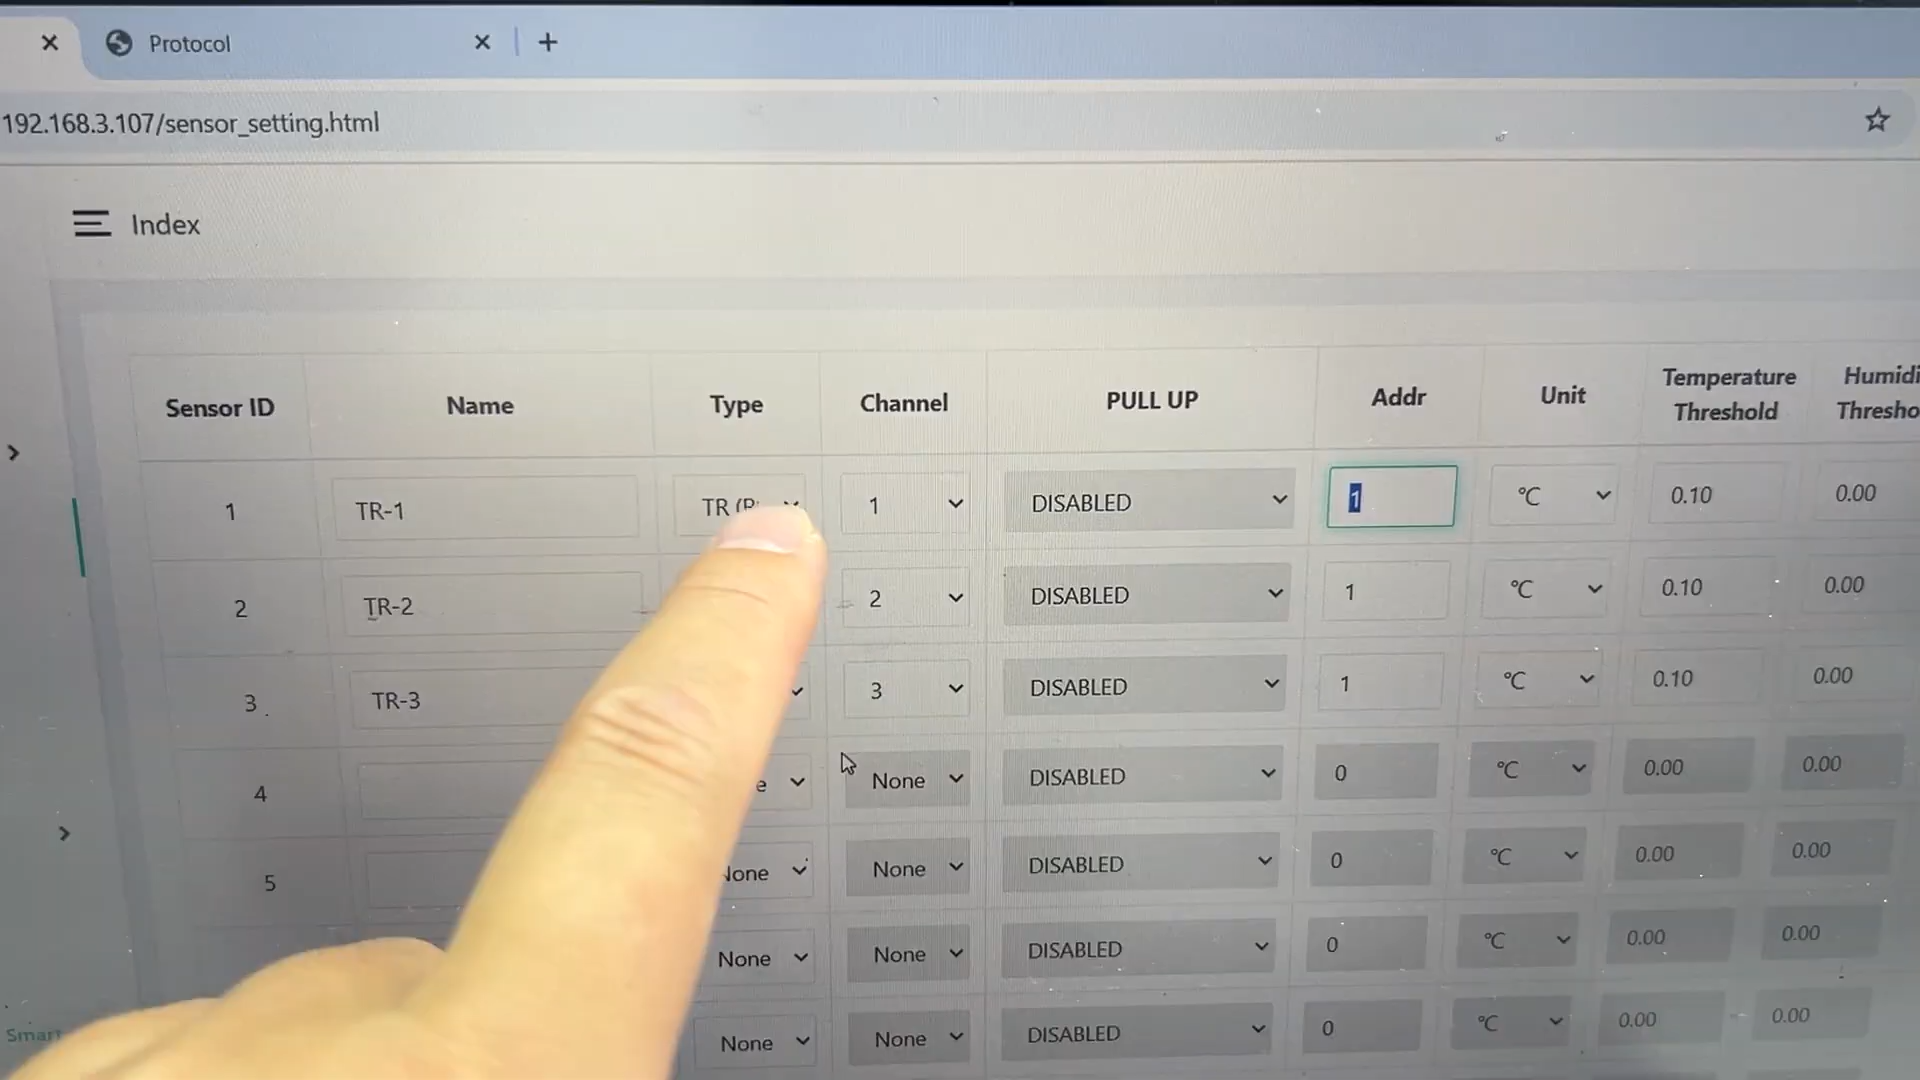 Protocol
192.168.3.107/sensor_setting.html
Index
Sensor ID Name Type Channel PULL UP Addr Unit Temperature Threshold
1 TR-1 TR 1 DISABLED 1 °C 0.10 0.00
2 TR-2 2 DISABLED 1 °C 0.10 0.00
3 TR-3 3 DISABLED 1 °C 0.10 0.00
4 None DISABLED 0 °C 0.00 0.00
5 None DISABLED 0 °C 0.00 0.00
None None DISABLED 0 °C 0.00 0.00
None None DISABLED 0 °C 0.00 0.00
Smart